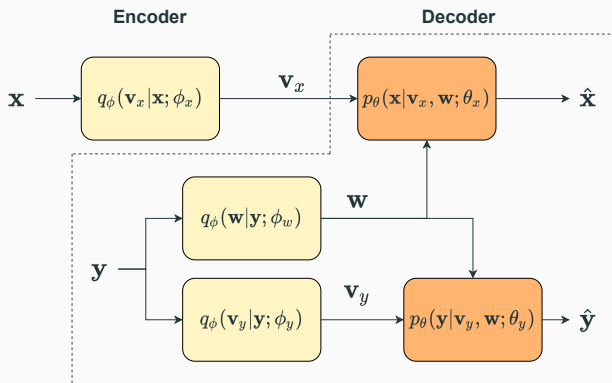 Encoder
Decoder
x
q_ϕ(v_x|x; ϕ_x)
v_x
p_θ(x|v_x, w; θ_x)
x̂
q_ϕ(w|y; ϕ_w)
w
y
q_ϕ(v_y|y; ϕ_y)
v_y
p_θ(y|v_y, w; θ_y)
ŷ